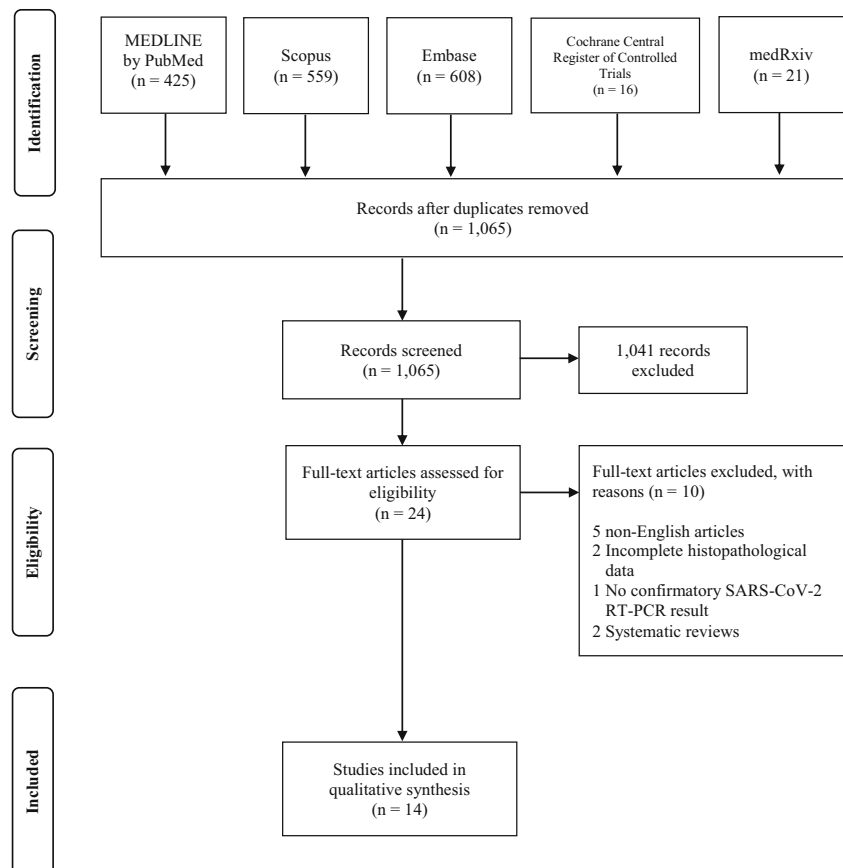 Identification
MEDLINE
by PubMed
(n = 425)
Scopus
(n = 559)
Embase
(n = 608)
Cochrane Central
Register of Controlled
Trials
(n = 16)
medRxiv
(n = 21)
Records after duplicates removed
(n = 1,065)
Screening
Records screened
(n = 1,065)
1,041 records
excluded
Eligibility
Full-text articles assessed for
eligibility
(n = 24)
Full-text articles excluded, with
reasons (n = 10)
5 non-English articles
2 Incomplete histopathological
data
1 No confirmatory SARS-CoV-2
RT-PCR result
2 Systematic reviews
Included
Studies included in
qualitative synthesis
(n = 14)